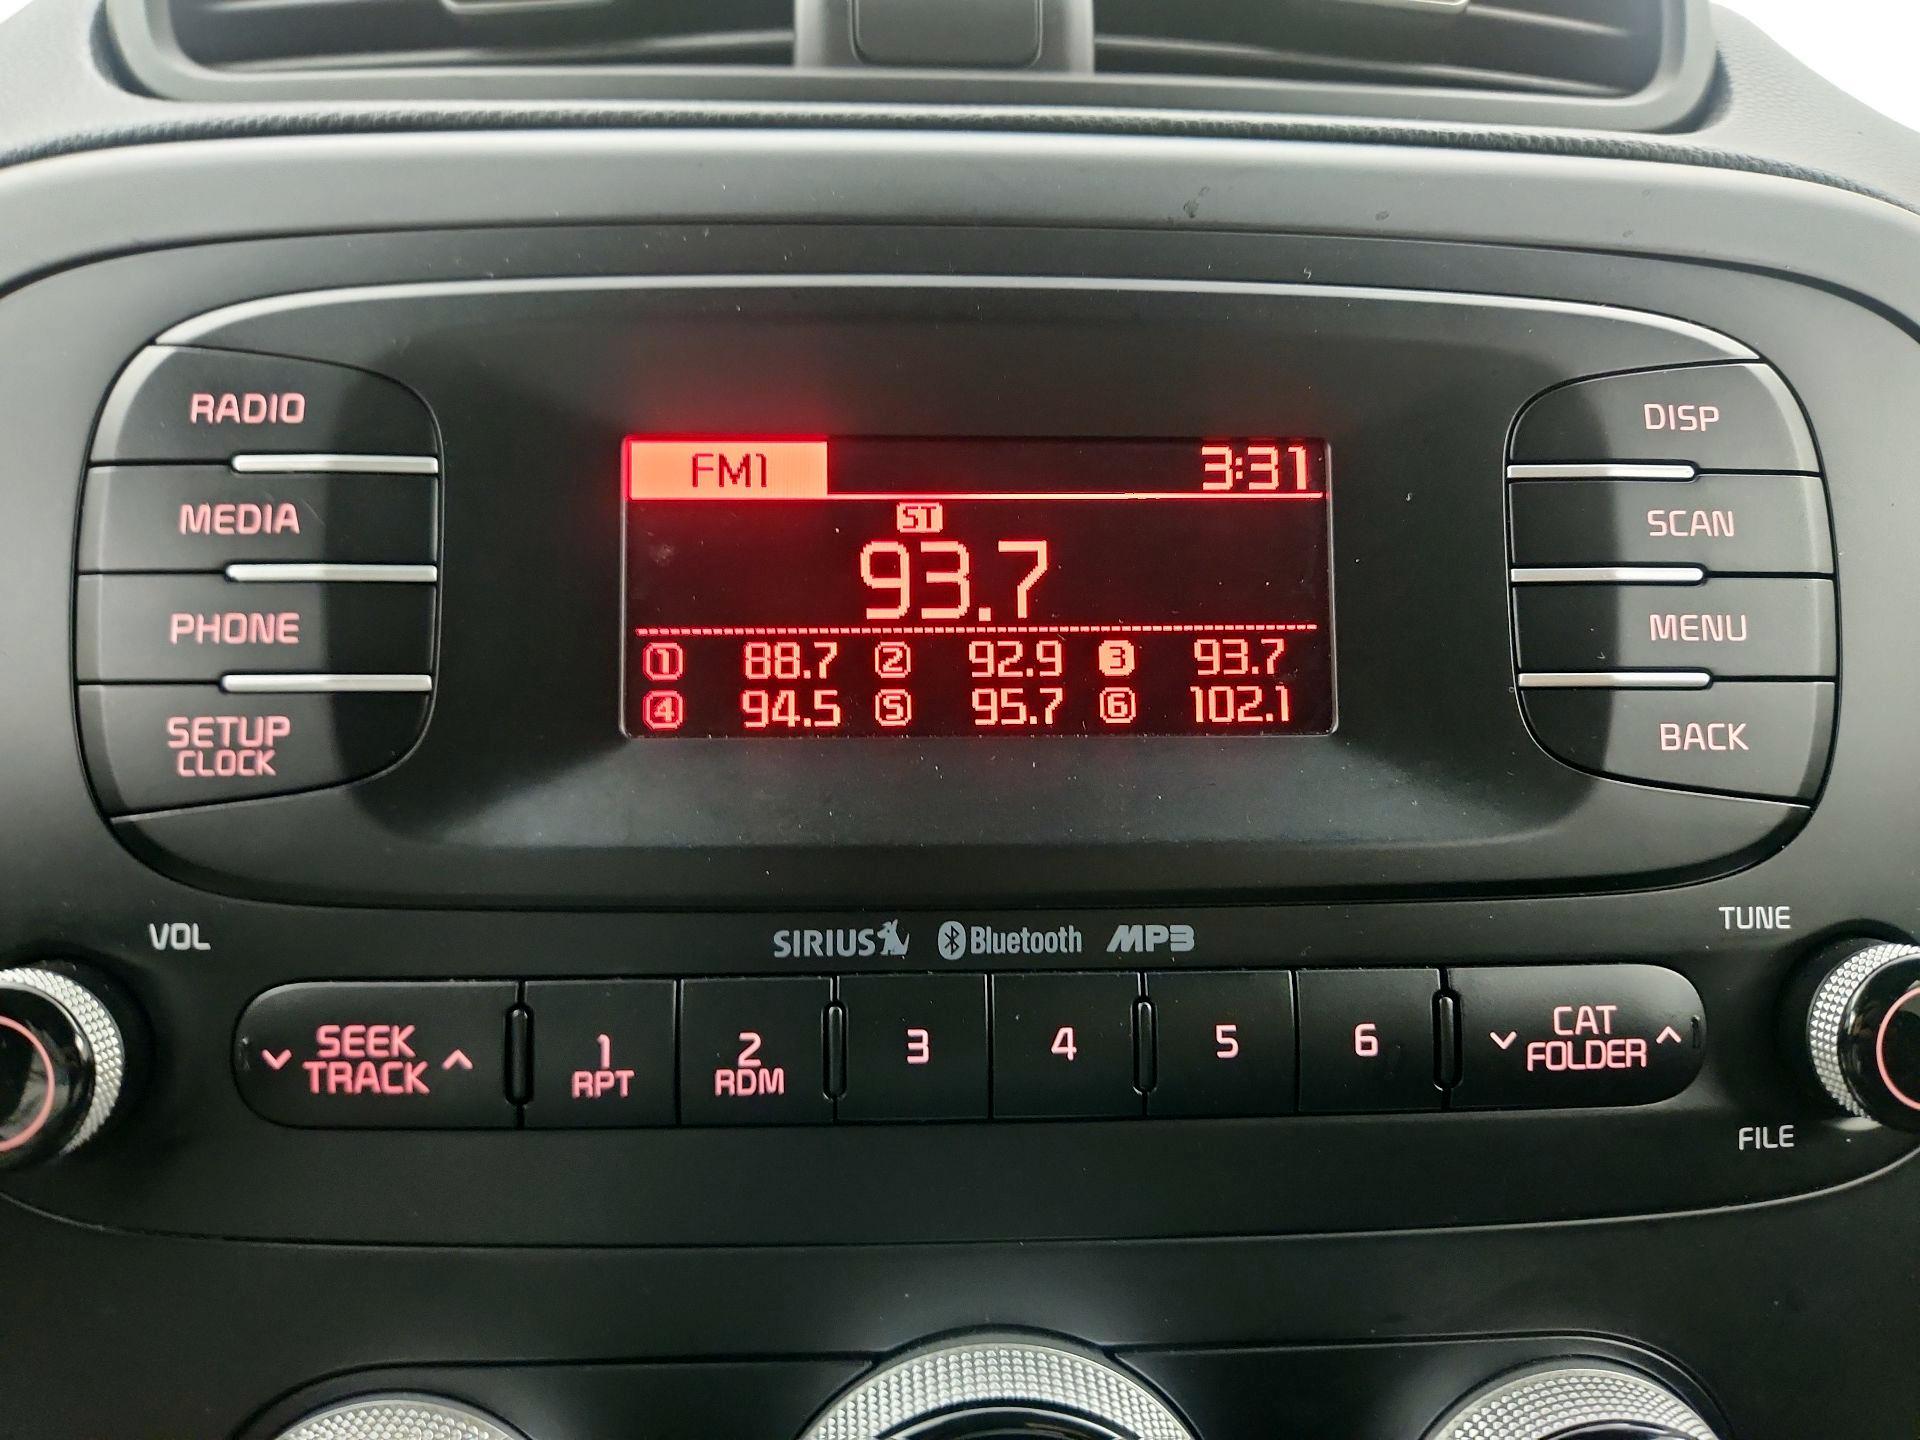 RADIO
MEDIA
PHONE
SETUP
CLOCK
FM1 3:31
ST
93.7
1 88.7 2 92.9 3 93.7
4 94.5 5 95.7 6 102.1
DISP
SCAN
MENU
BACK
VOL
SIRIUS Bluetooth MP3
TUNE
SEEK
TRACK
1
RPT
2
RDM
3
4
5
6
CAT
FOLDER
FILE